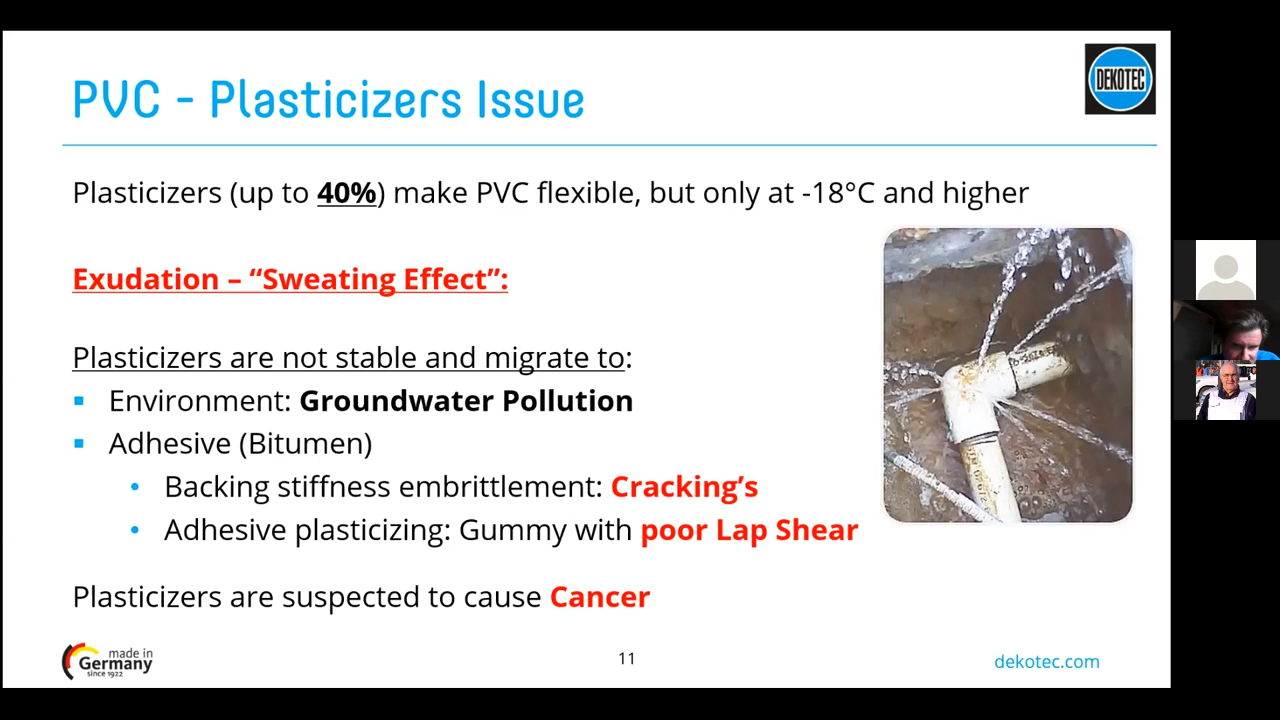 PVC - Plasticizers Issue
DEKOTEC
Plasticizers (up to 40%) make PVC flexible, but only at -18°C and higher
Exudation – “Sweating Effect”:
Plasticizers are not stable and migrate to:
Environment: Groundwater Pollution
Adhesive (Bitumen)
Backing stiffness embrittlement: Cracking’s
Adhesive plasticizing: Gummy with poor Lap Shear
Plasticizers are suspected to cause Cancer
made in
Germany
since 1922
11
dekotec.com